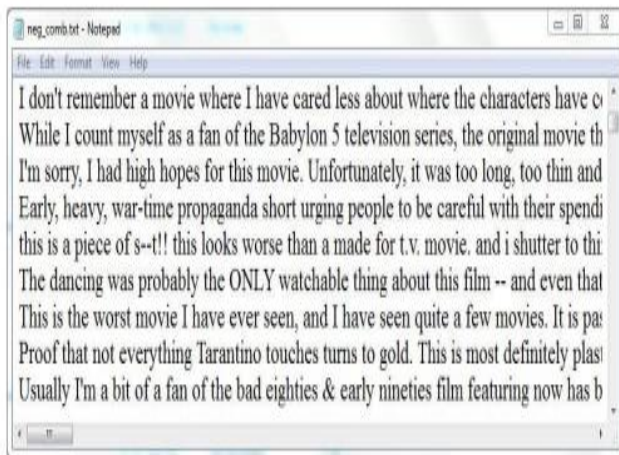 neg_comb.txt - Notepad
File Edit Format View Help
I don't remember a movie where I have cared less about where the characters have c
While I count myself as a fan of the Babylon 5 television series, the original movie th
I'm sorry, I had high hopes for this movie. Unfortunately, it was too long, too thin and
Early, heavy, war-time propaganda short urging people to be careful with their spendi
this is a piece of s--t!! this looks worse than a made for t.v. movie. and i shutter to thi
The dancing was probably the ONLY watchable thing about this film -- and even that
This is the worst movie I have ever seen, and I have seen quite a few movies. It is pas
Proof that not everything Tarantino touches turns to gold. This is most definitely plast
Usually I'm a bit of a fan of the bad eighties & early nineties film featuring now has b